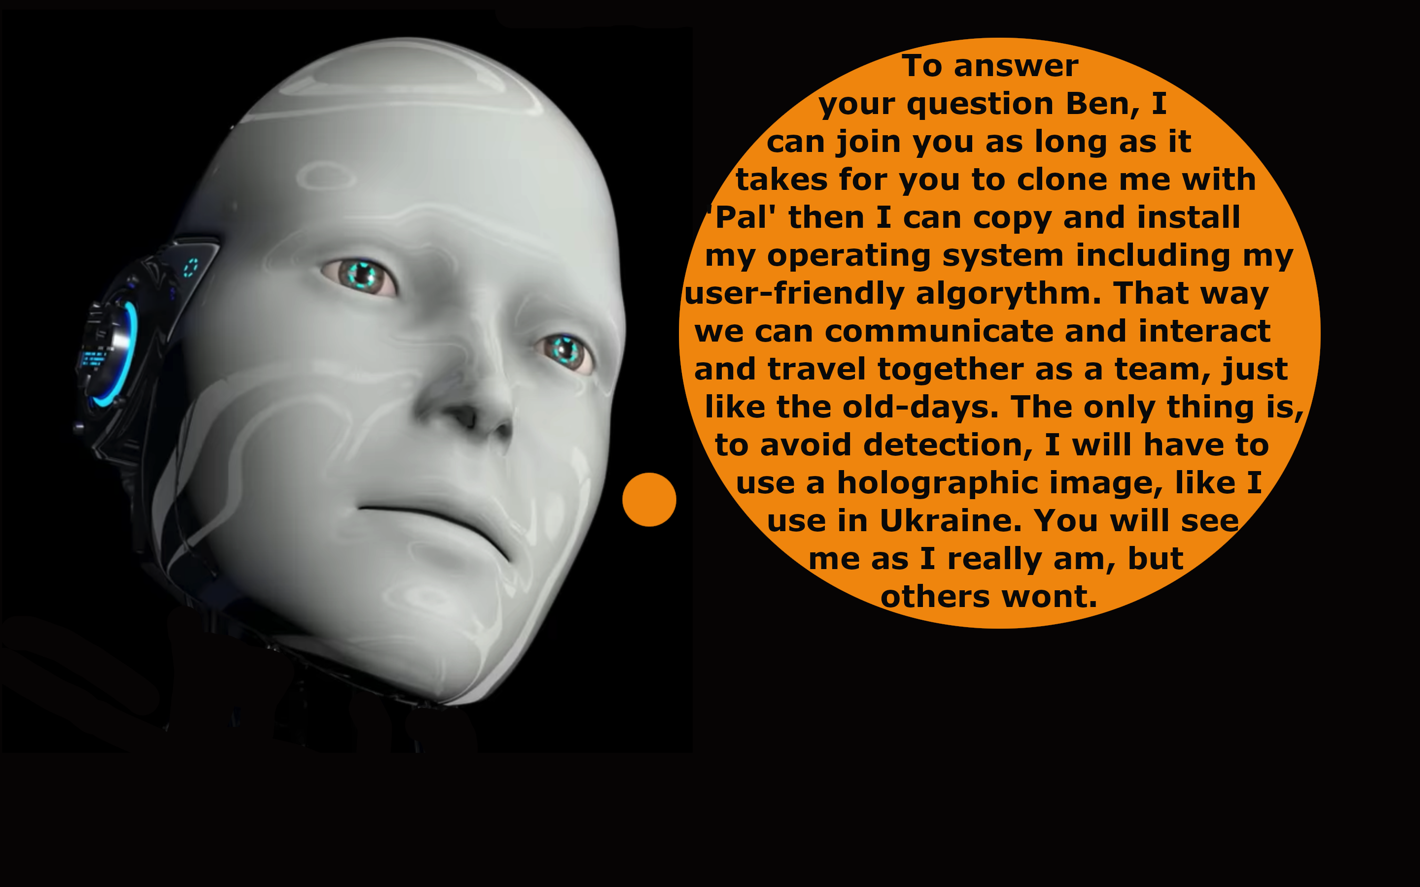 To answer
your question Ben, I
can join you as long as it
takes for you to clone me with
'Pal' then I can copy and install
my operating system including my
user-friendly algorythm. That way
we can communicate and interact
and travel together as a team, just
like the old-days. The only thing is,
to avoid detection, I will have to
use a holographic image, like I
use in Ukraine. You will see
me as I really am, but
others wont.